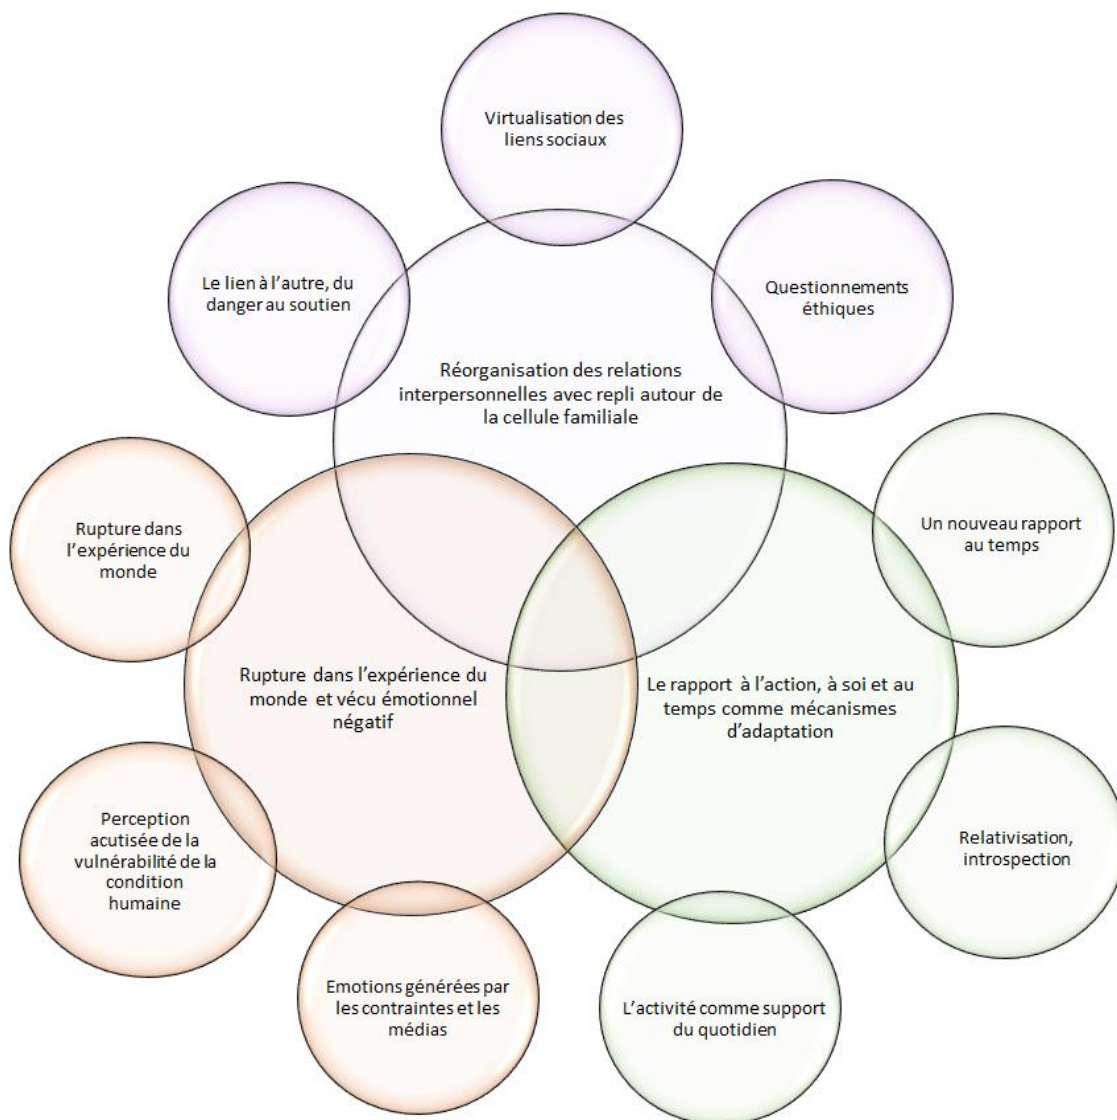 Virtualisation des
liens sociaux
Le lien à l'autre, du
danger au soutien
Questionnements
éthiques
Réorganisation des relations
interpersonnelles avec repli autour de
la cellule familiale
Rupture dans
l'expérience du
monde
Un nouveau rapport
au temps
Rupture dans l'expérience du
monde et vécu émotionnel
négatif
Le rapport à l'action, à soi et au
temps comme mécanismes
d'adaptation
Perception
acutisée de la
vulnérabilité de la
condition
humaine
Relativisation,
introspection
Emotions générées par
les contraintes et les
médias
L'activité comme support
du quotidien